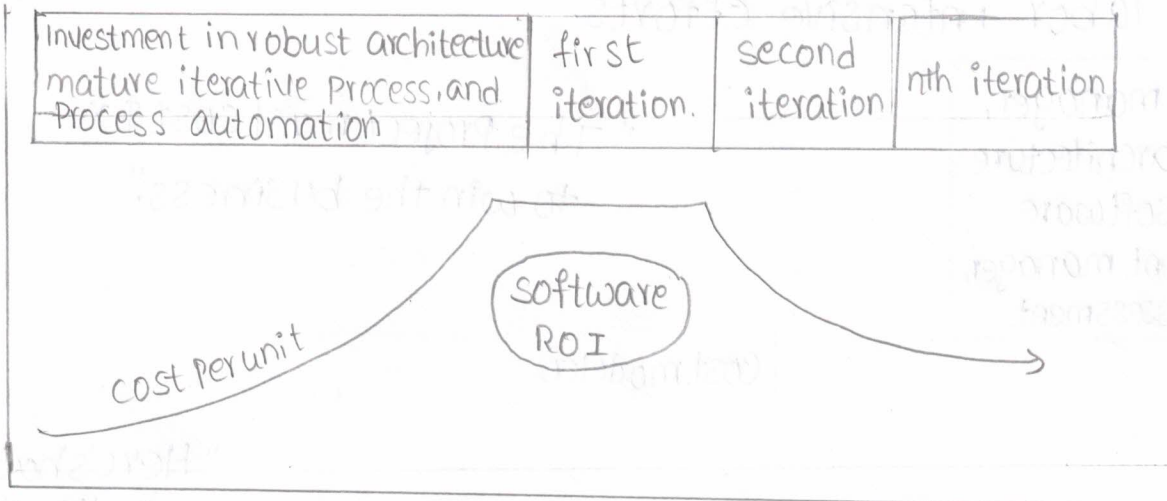 investment in robust architecture
mature iterative process, and
Process automation
first
iteration.
second
iteration
nth iteration
cost per unit
software
ROI